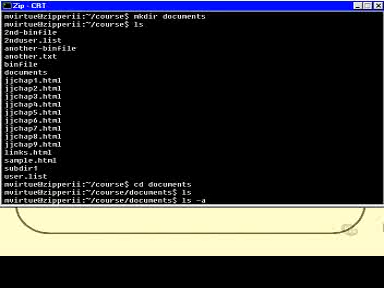 Zip - CRT
mvirtue@zipperii:~/course$ mkdir documents
mvirtue@zipperii:~/course$ ls
2nd-binfile
2nduser.list
another-binfile
another.txt
binfile
documents
jjchap1.html
jjchap2.html
jjchap3.html
jjchap4.html
jjchap5.html
jjchap6.html
jjchap7.html
jjchap8.html
jjchap9.html
links.html
sample.html
subdir1
user.list
mvirtue@zipperii:~/course$ cd documents
mvirtue@zipperii:~/course/documents$ ls
mvirtue@zipperii:~/course/documents$ ls -a